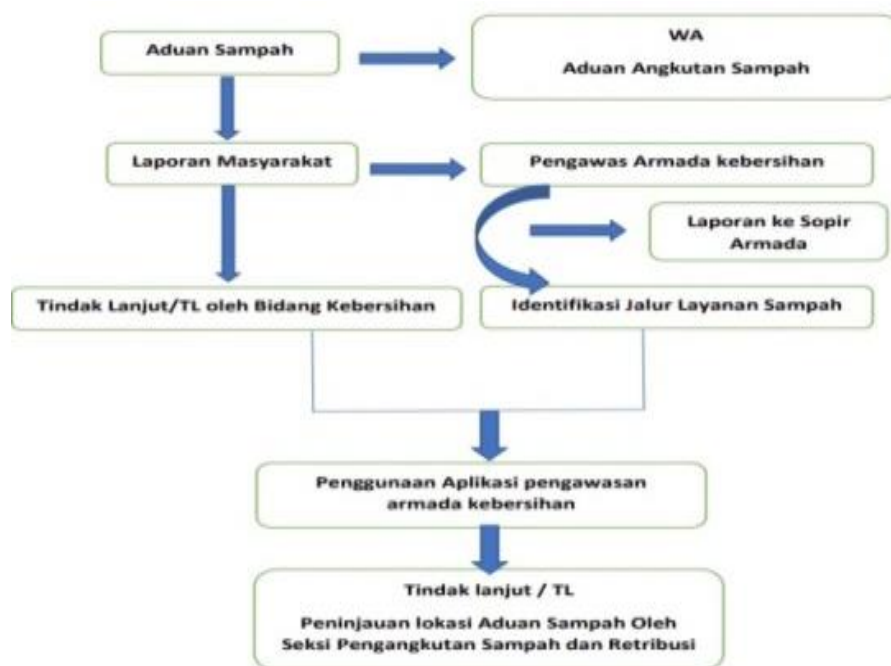 Aduan Sampah
WA
Aduan Angkutan Sampah
Laporan Masyarakat
Pengawas Armada kebersihan
Laporan ke Sopir
Armada
Tindak Lanjut/TL oleh Bidang Kebersihan
Identifikasi Jalur Layanan Sampah
Penggunaan Aplikasi pengawasan
armada kebersihan
Tindak lanjut / TL
Peninjauan lokasi Aduan Sampah Oleh
Seksi Pengangkutan Sampah dan Retribusi